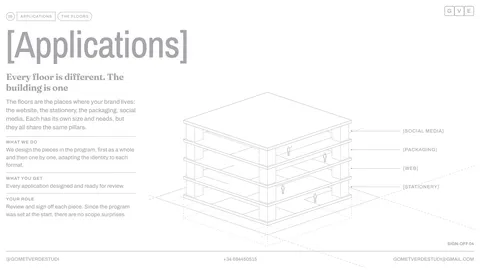 APPLICATIONS THE FLOORS
G V E
[Applications]
Every floor is different. The
building is one
The floors are the places where your brand lives:
the website, the stationery, the packaging, social
media. Each has its own size and needs, but
they all share the same pillars.
WHAT WE DO
We design the pieces in the program, first as a whole
and then one by one, adapting the identity to each
format.
WHAT YOU GET
Every application designed and ready for review
YOUR ROLE
Review and sign off each piece. Since the program
was set at the start, there are no scope surprises
(SOCIAL MEDIA)
(PACKAGING)
(WEB)
(STATIONERY)
@GOMETVERDESTUDI
GOMETVERDESTUDI@GMAIL.COM